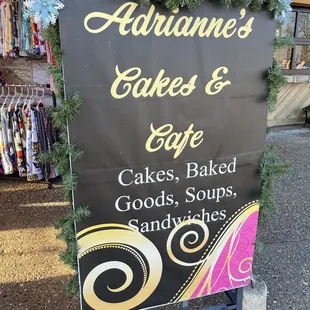 Adrianne's
Cakes &
Cafe
Cakes, Baked
Goods, Soups,
Sandwiches